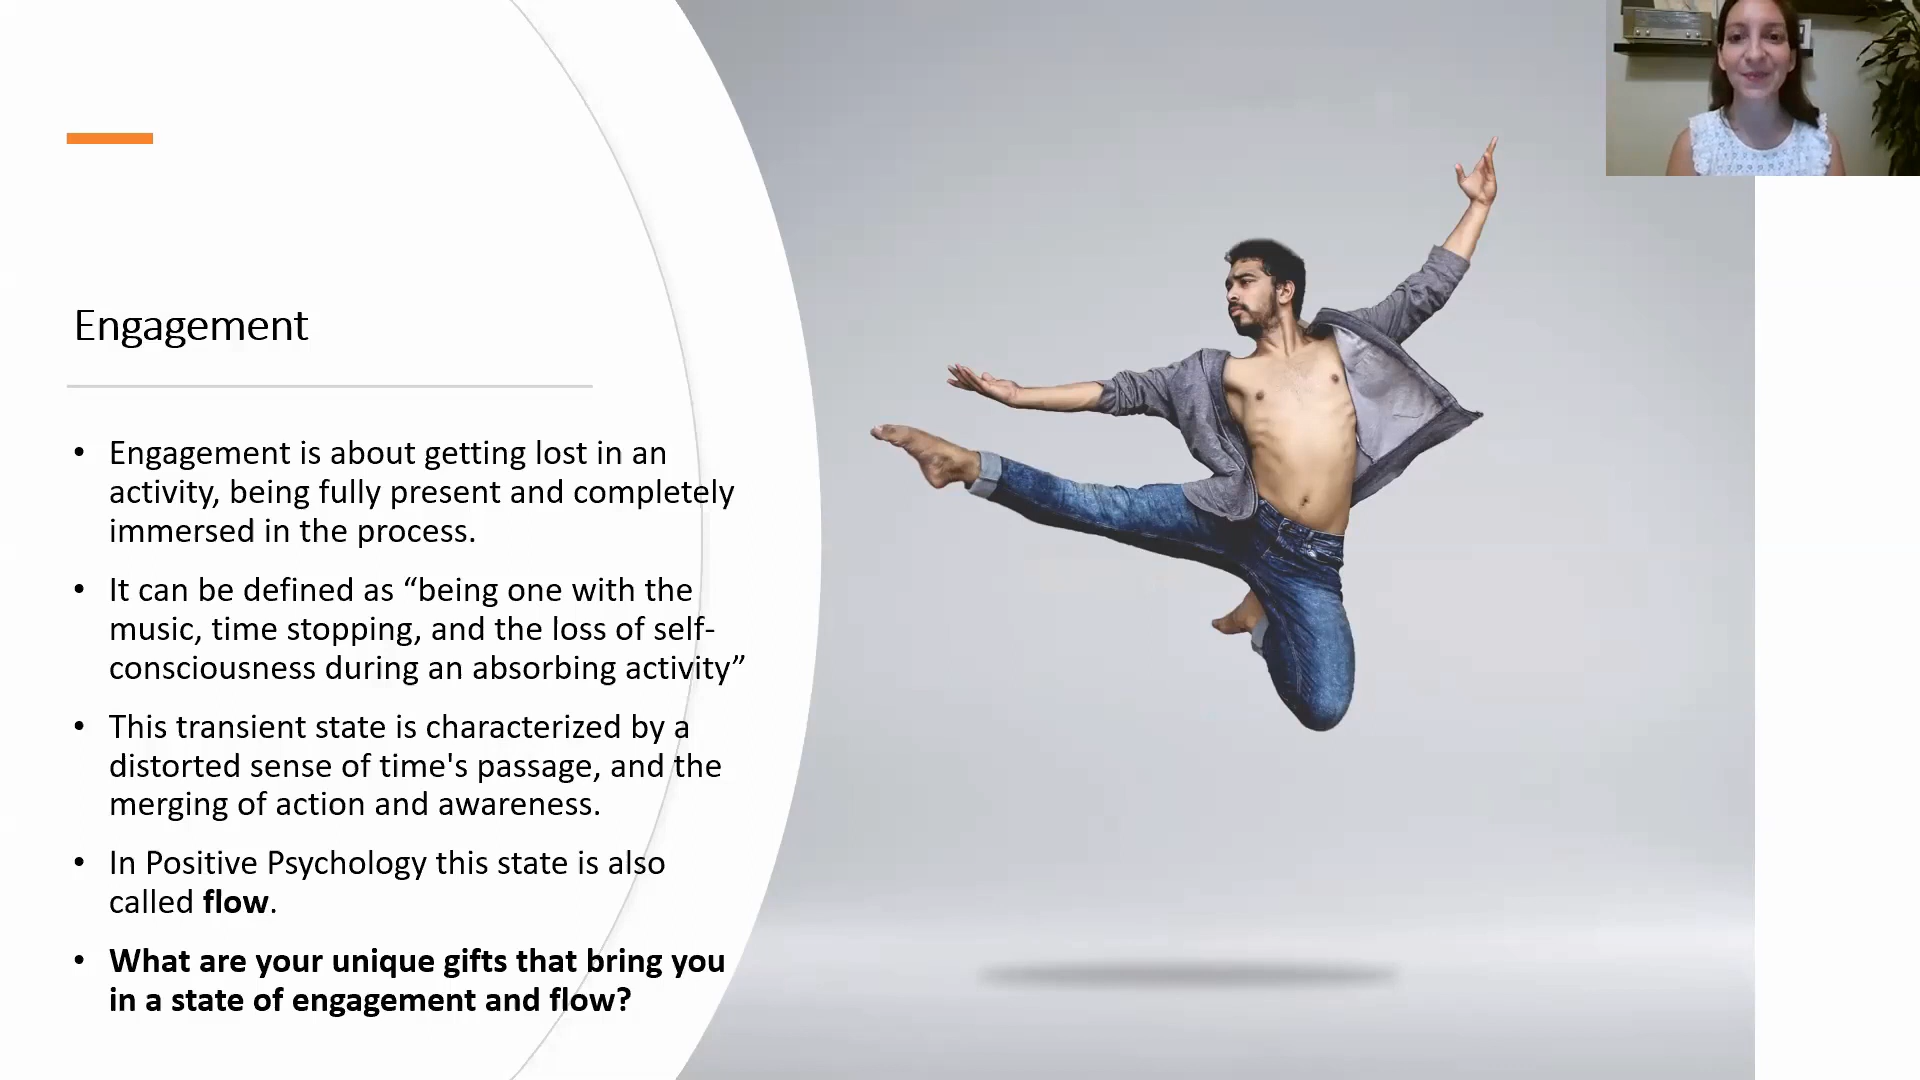 Engagement
• Engagement is about getting lost in an
activity, being fully present and completely
immersed in the process.
• It can be defined as “being one with the
music, time stopping, and the loss of self-
consciousness during an absorbing activity”
• This transient state is characterized by a
distorted sense of time's passage, and the
merging of action and awareness.
• In Positive Psychology this state is also
called flow.
• What are your unique gifts that bring you
in a state of engagement and flow?